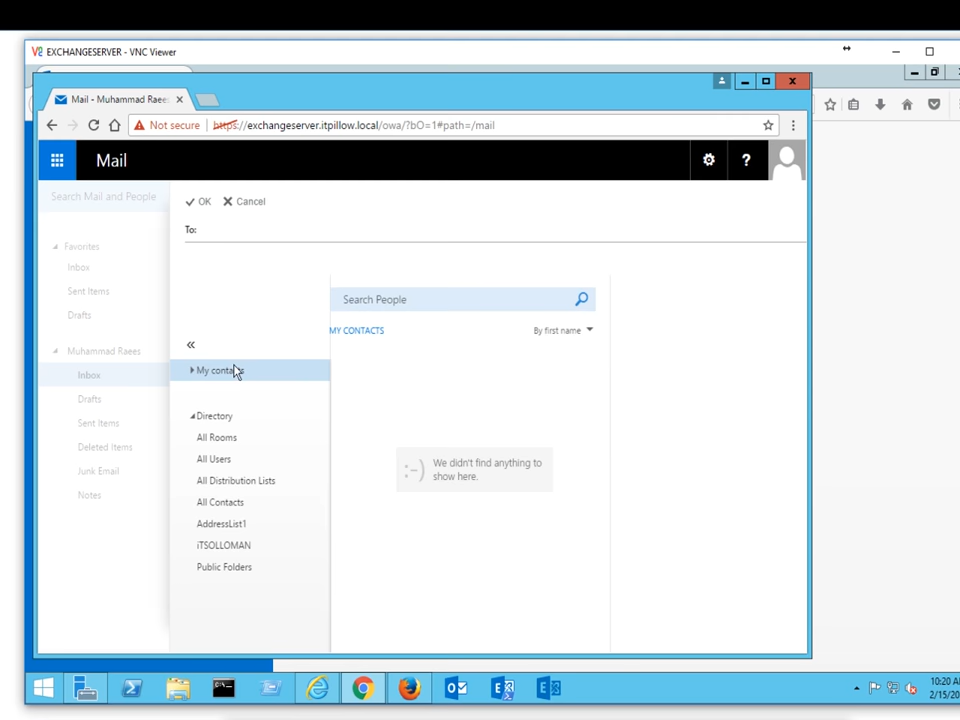 EXCHANGESERVER - VNC Viewer
Mail - Muhammad Raees
Not secure | https://exchangeserver.itpillow.local/owa/?bO=1#path=/mail
Mail
?
Search Mail and People
OK Cancel
To:
Favorites
Inbox
Sent Items
Drafts
Muhammad Raees
Inbox
Drafts
Sent Items
Deleted Items
Junk Email
Notes
«
My contacts
Directory
All Rooms
All Users
All Distribution Lists
All Contacts
AddressList1
iTSOLLOMAN
Public Folders
Search People
MY CONTACTS By first name
:-) We didn't find anything to
show here.
10:20
2/15/20